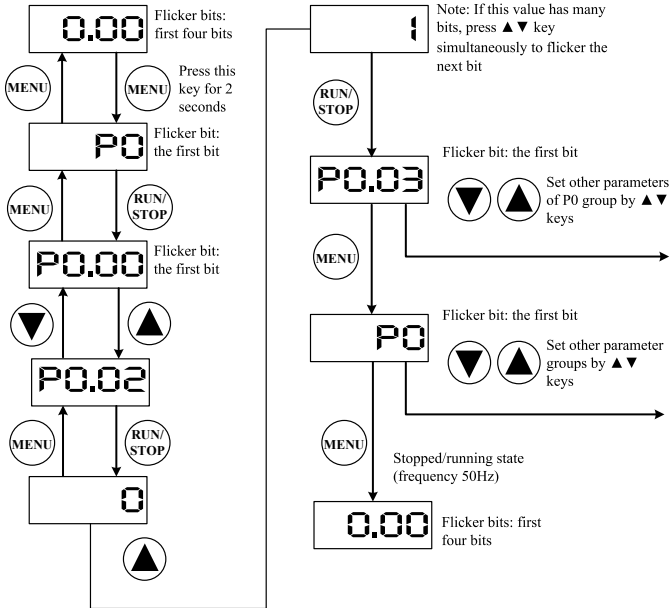 0.00
Flicker bits:
first four bits
MENU
MENU
Press this
key for 2
seconds
P0
Flicker bit:
the first bit
MENU
RUN/
STOP
P0.00
Flicker bit:
the first bit
▼
▲
P0.02
MENU
RUN/
STOP
0
▲
1
Note: If this value has many
bits, press ▲▼ key
simultaneously to flicker the
next bit
RUN/
STOP
P0.03
Flicker bit: the first bit
▼ ▲
Set other parameters
of P0 group by ▲▼
keys
MENU
P0
Flicker bit: the first bit
▼ ▲
Set other parameter
groups by ▲▼
keys
MENU
Stopped/running state
(frequency 50Hz)
0.00
Flicker bits: first
four bits